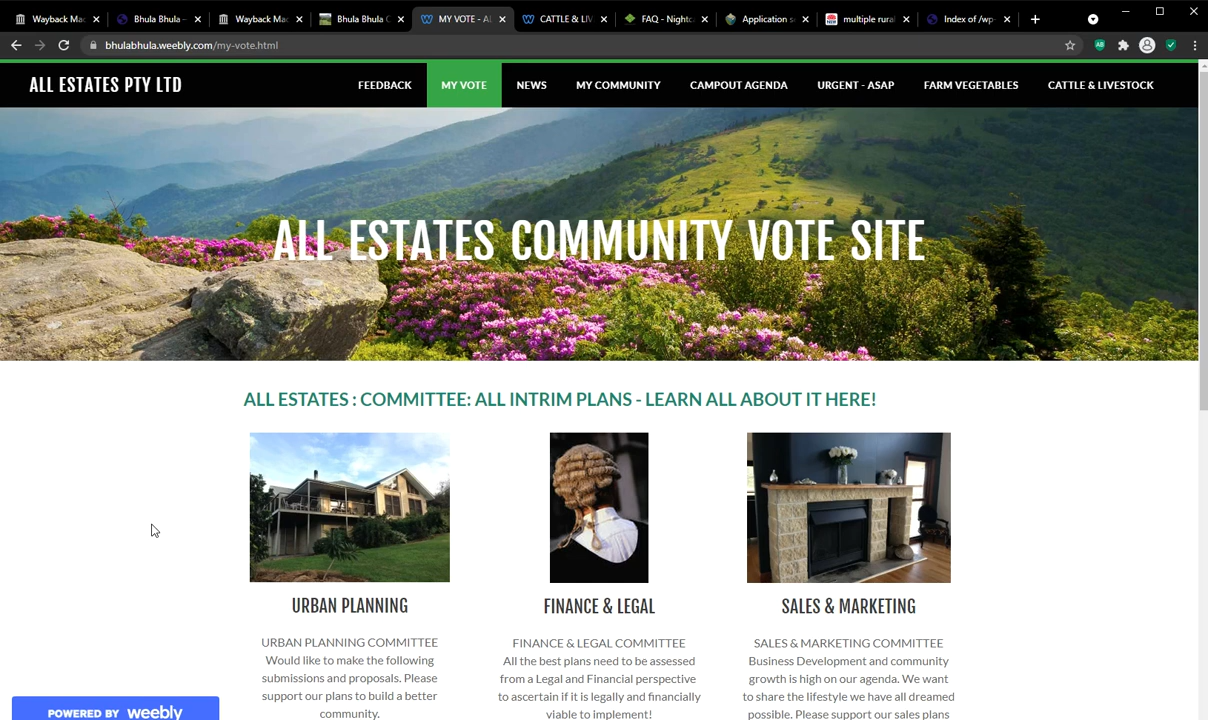 Wayback Mac
Bhula Bhula –
Wayback Mac
Bhula Bhula C
MY VOTE - AL
CATTLE & LIV
FAQ - Nightc
Application s
multiple rural
Index of /wp-
bhulabhula.weebly.com/my-vote.html
ALL ESTATES PTY LTD
FEEDBACK
MY VOTE
NEWS
MY COMMUNITY
CAMPOUT AGENDA
URGENT - ASAP
FARM VEGETABLES
CATTLE & LIVESTOCK
ALL ESTATES COMMUNITY VOTE SITE
ALL ESTATES : COMMITTEE: ALL INTRIM PLANS - LEARN ALL ABOUT IT HERE!
URBAN PLANNING
URBAN PLANNING COMMITTEE
Would like to make the following
submissions and proposals. Please
support our plans to build a better
community.
FINANCE & LEGAL
FINANCE & LEGAL COMMITTEE
All the best plans need to be assessed
from a Legal and Financial perspective
to ascertain if it is legally and financially
viable to implement!
SALES & MARKETING
SALES & MARKETING COMMITTEE
Business Development and community
growth is high on our agenda. We want
to share the lifestyle we have all dreamed
possible. Please support our sales plans
POWERED BY weebly